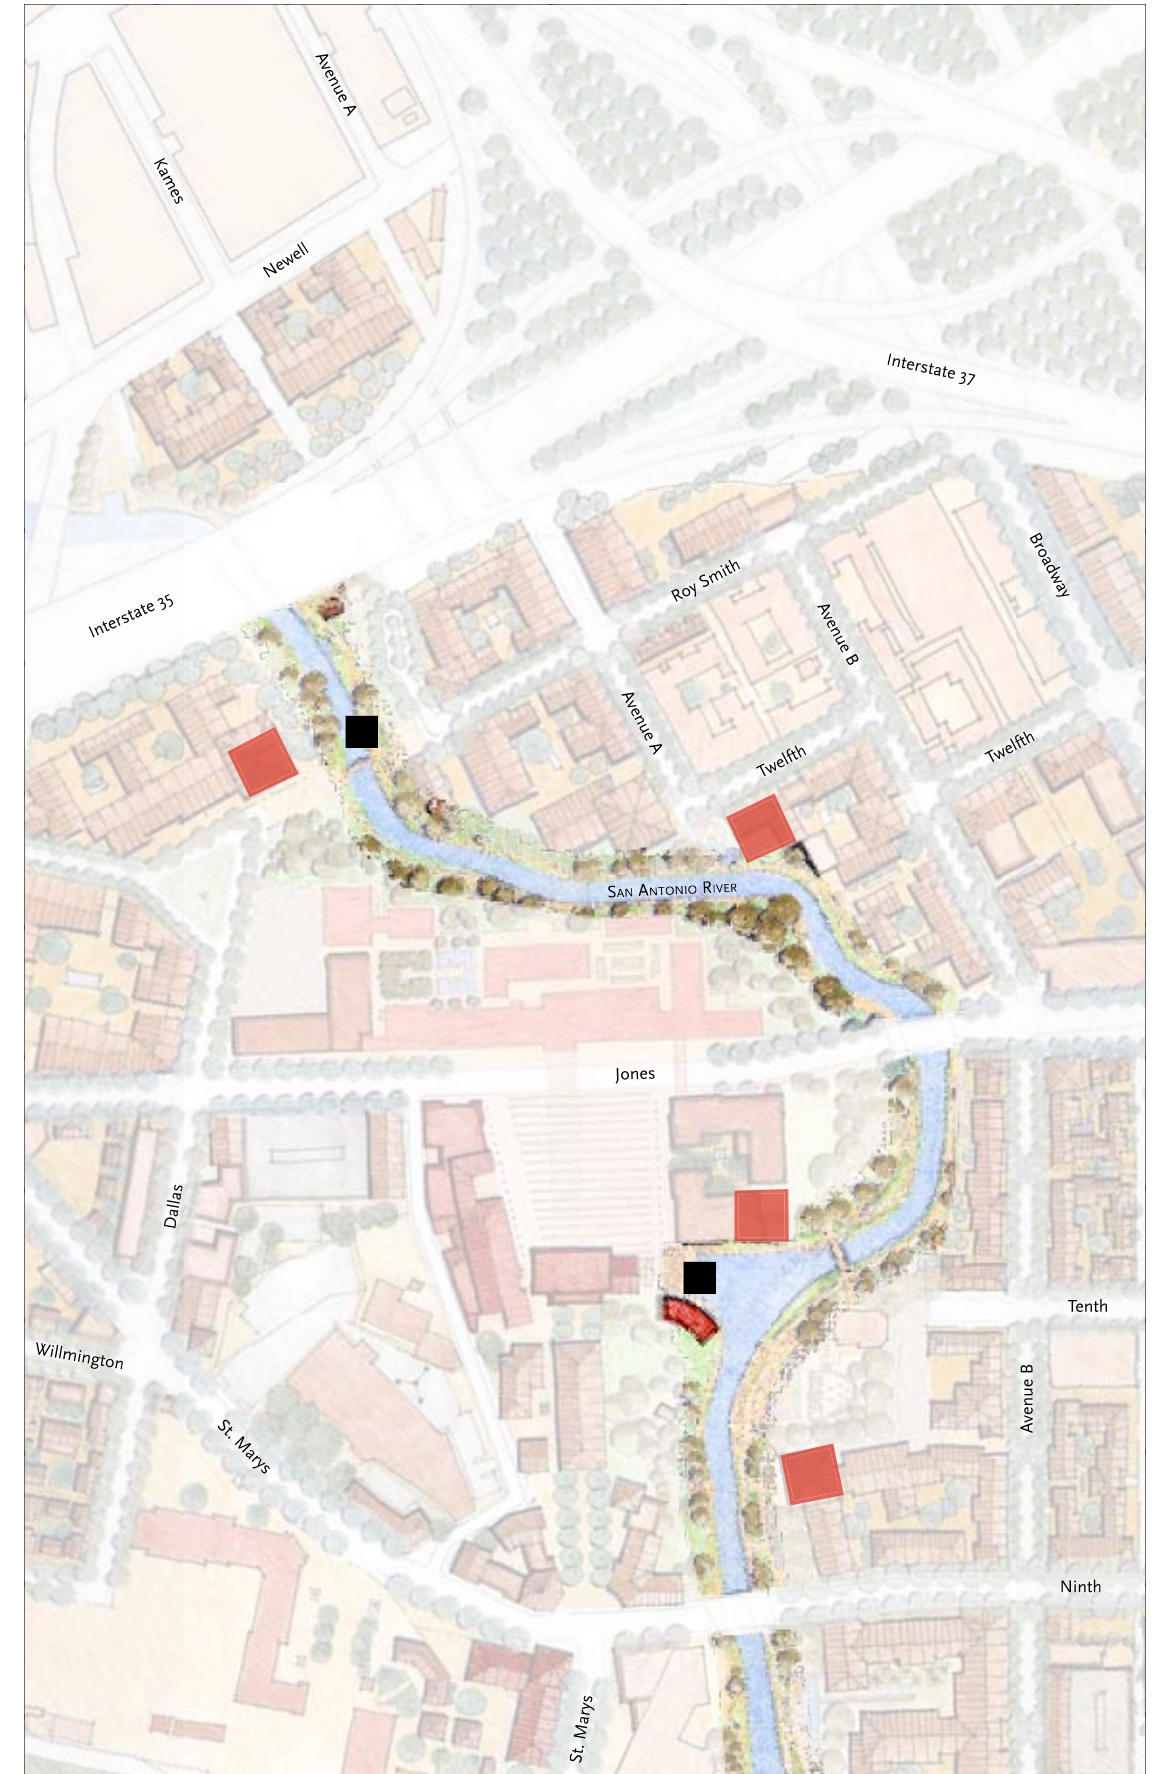 Avenue A
Karnes
Newell
Interstate 37
Broadway
Roy Smith
Interstate 35
Avenue B
Avenue A
Twelfth
Twelfth
SAN ANTONIO RIVER
Jones
Dallas
Tenth
Willmington
Avenue B
St. Marys
Ninth
St. Marys